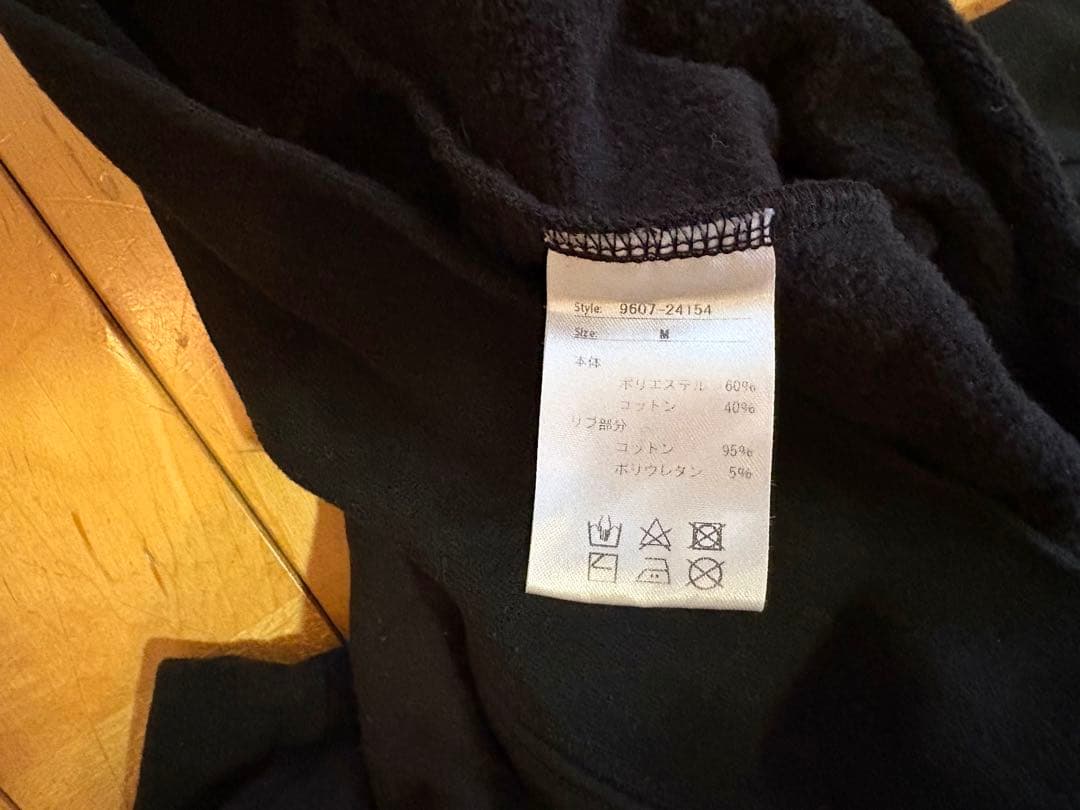 Style: 9607-24154
Size: M
本体
ポリエステル 60%
コットン 40%
リブ部分
コットン 95%
ポリウレタン 5%